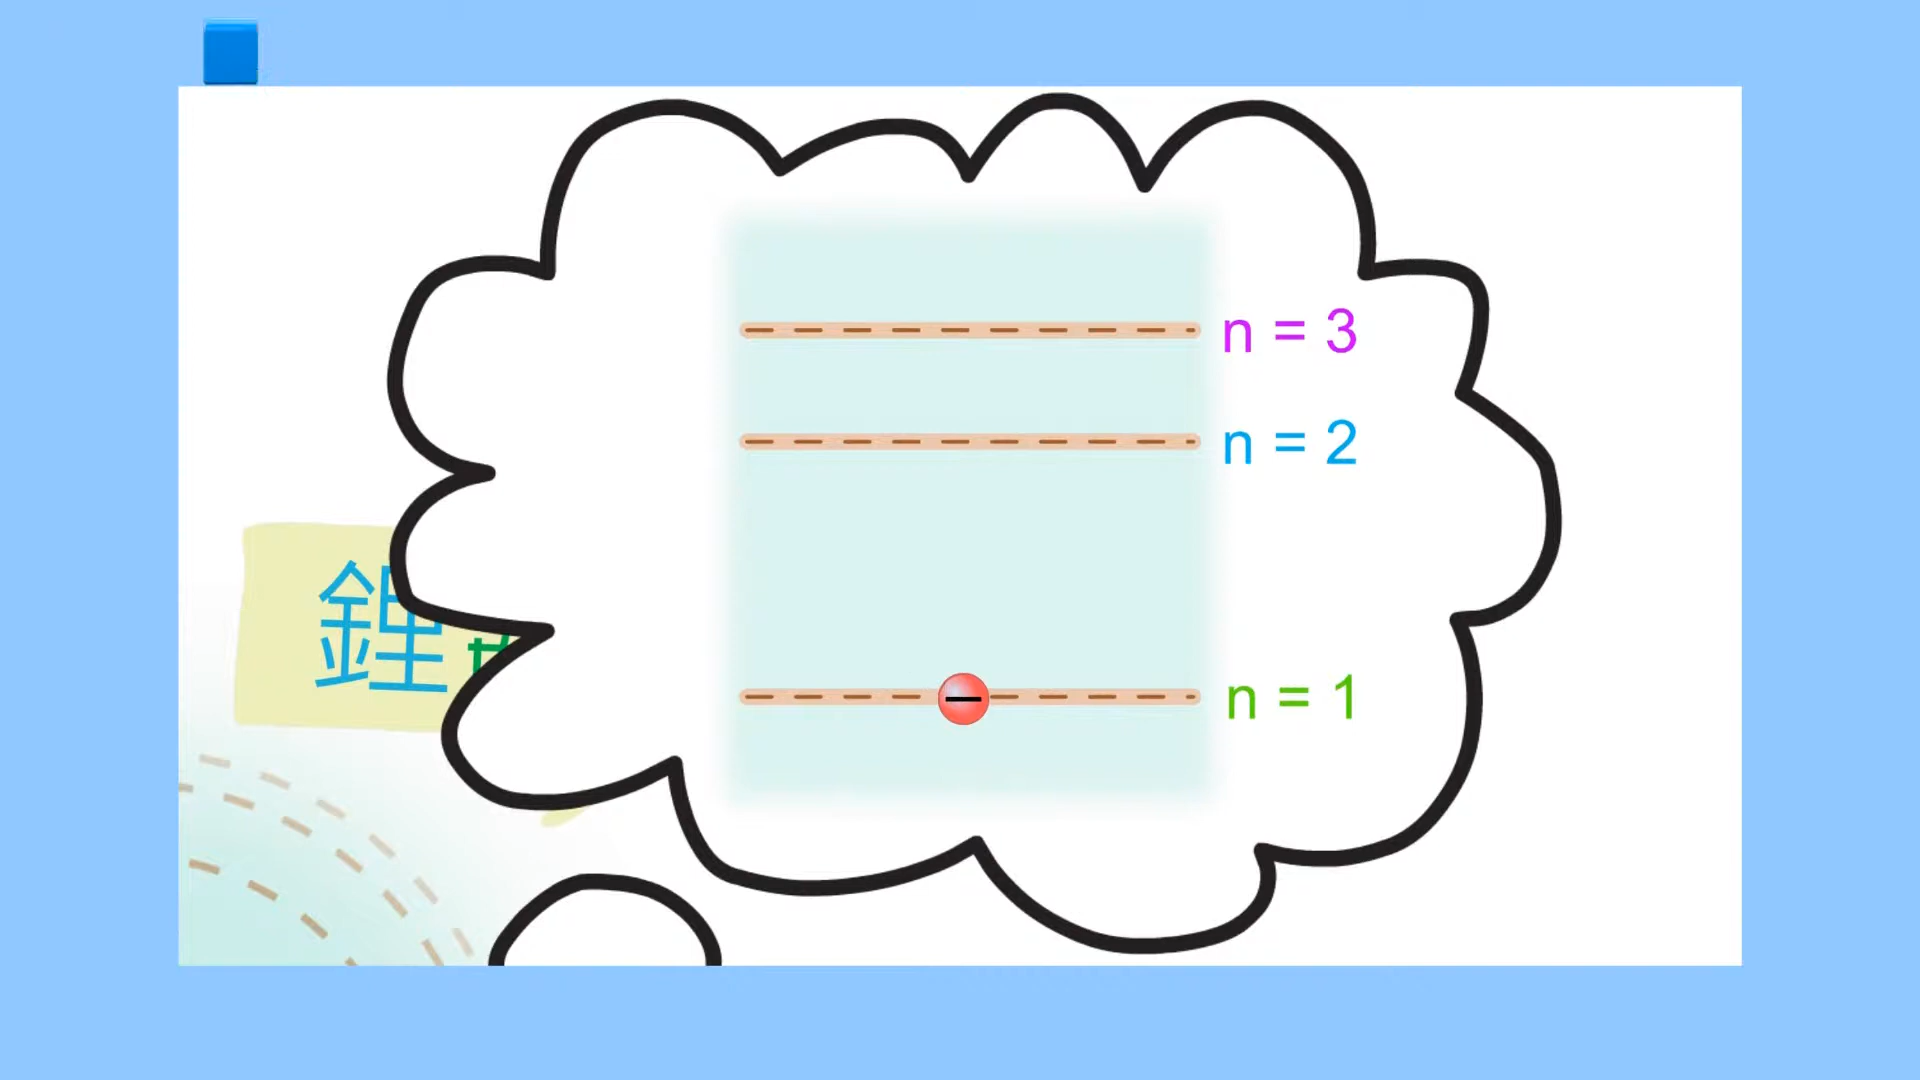 n = 3
n = 2
鋰
n = 1